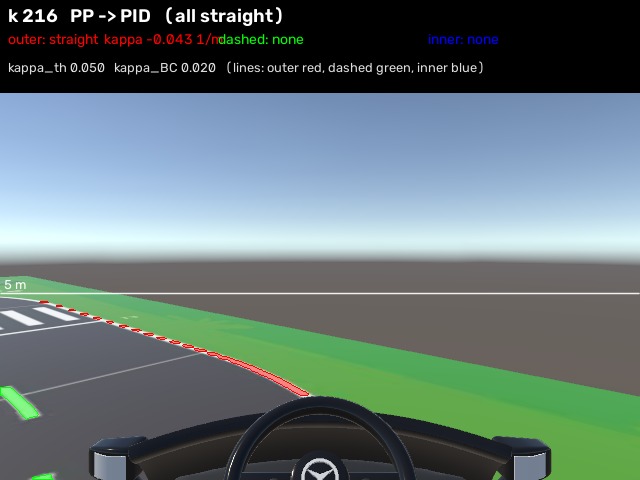 k 216 PP -> PID (all straight)
outer: straight kappa -0.043 1/m dashed: none inner: none
kappa_th 0.050 kappa_BC 0.020 (lines: outer red, dashed green, inner blue)
5 m